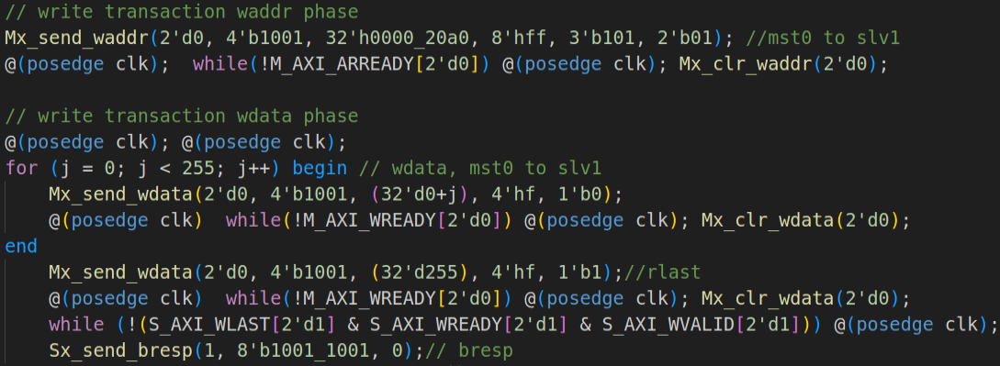 // write transaction waddr phase
Mx_send_waddr(2'd0, 4'b1001, 32'h0000_20a0, 8'hff, 3'b101, 2'b01); //mst0 to slv1
@(posedge clk);  while(!M_AXI_ARREADY[2'd0]) @(posedge clk); Mx_clr_waddr(2'd0);

// write transaction wdata phase
@(posedge clk); @(posedge clk);
for (j = 0; j < 255; j++) begin // wdata, mst0 to slv1
    Mx_send_wdata(2'd0, 4'b1001, (32'd0+j), 4'hf, 1'b0);
    @(posedge clk)  while(!M_AXI_WREADY[2'd0]) @(posedge clk); Mx_clr_wdata(2'd0);
end
    Mx_send_wdata(2'd0, 4'b1001, (32'd255), 4'hf, 1'b1);//rlast
    @(posedge clk)  while(!M_AXI_WREADY[2'd0]) @(posedge clk); Mx_clr_wdata(2'd0);
    while (!(S_AXI_WLAST[2'd1] & S_AXI_WREADY[2'd1] & S_AXI_WVALID[2'd1])) @(posedge clk);
    Sx_send_bresp(1, 8'b1001_1001, 0);// bresp